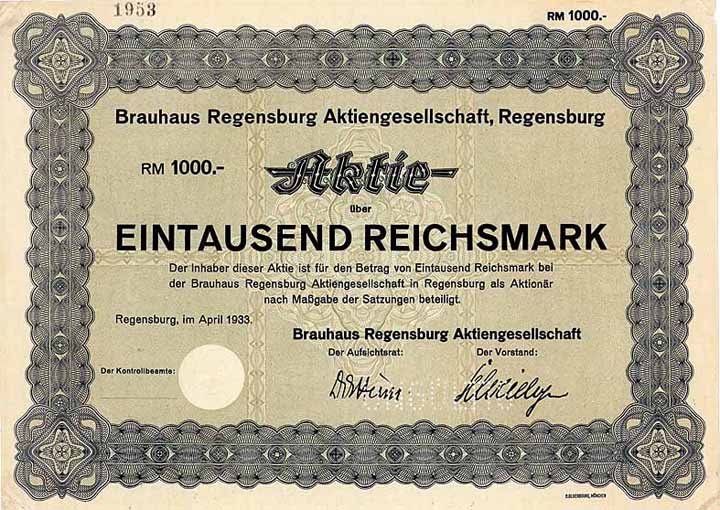 1953
RM 1000.-
Brauhaus Regensburg Aktiengesellschaft, Regensburg
RM 1000.-
Aktie
über
EINTAUSEND REICHSMARK
Der Inhaber dieser Aktie ist für den Betrag von Eintausend Reichsmark bei
der Brauhaus Regensburg Aktiengesellschaft in Regensburg als Aktionär
nach Maßgabe der Satzungen beteiligt.
Regensburg, im April 1933.
Brauhaus Regensburg Aktiengesellschaft
Der Aufsichtsrat:
Der Vorstand:
Der Kontrollbeamte: